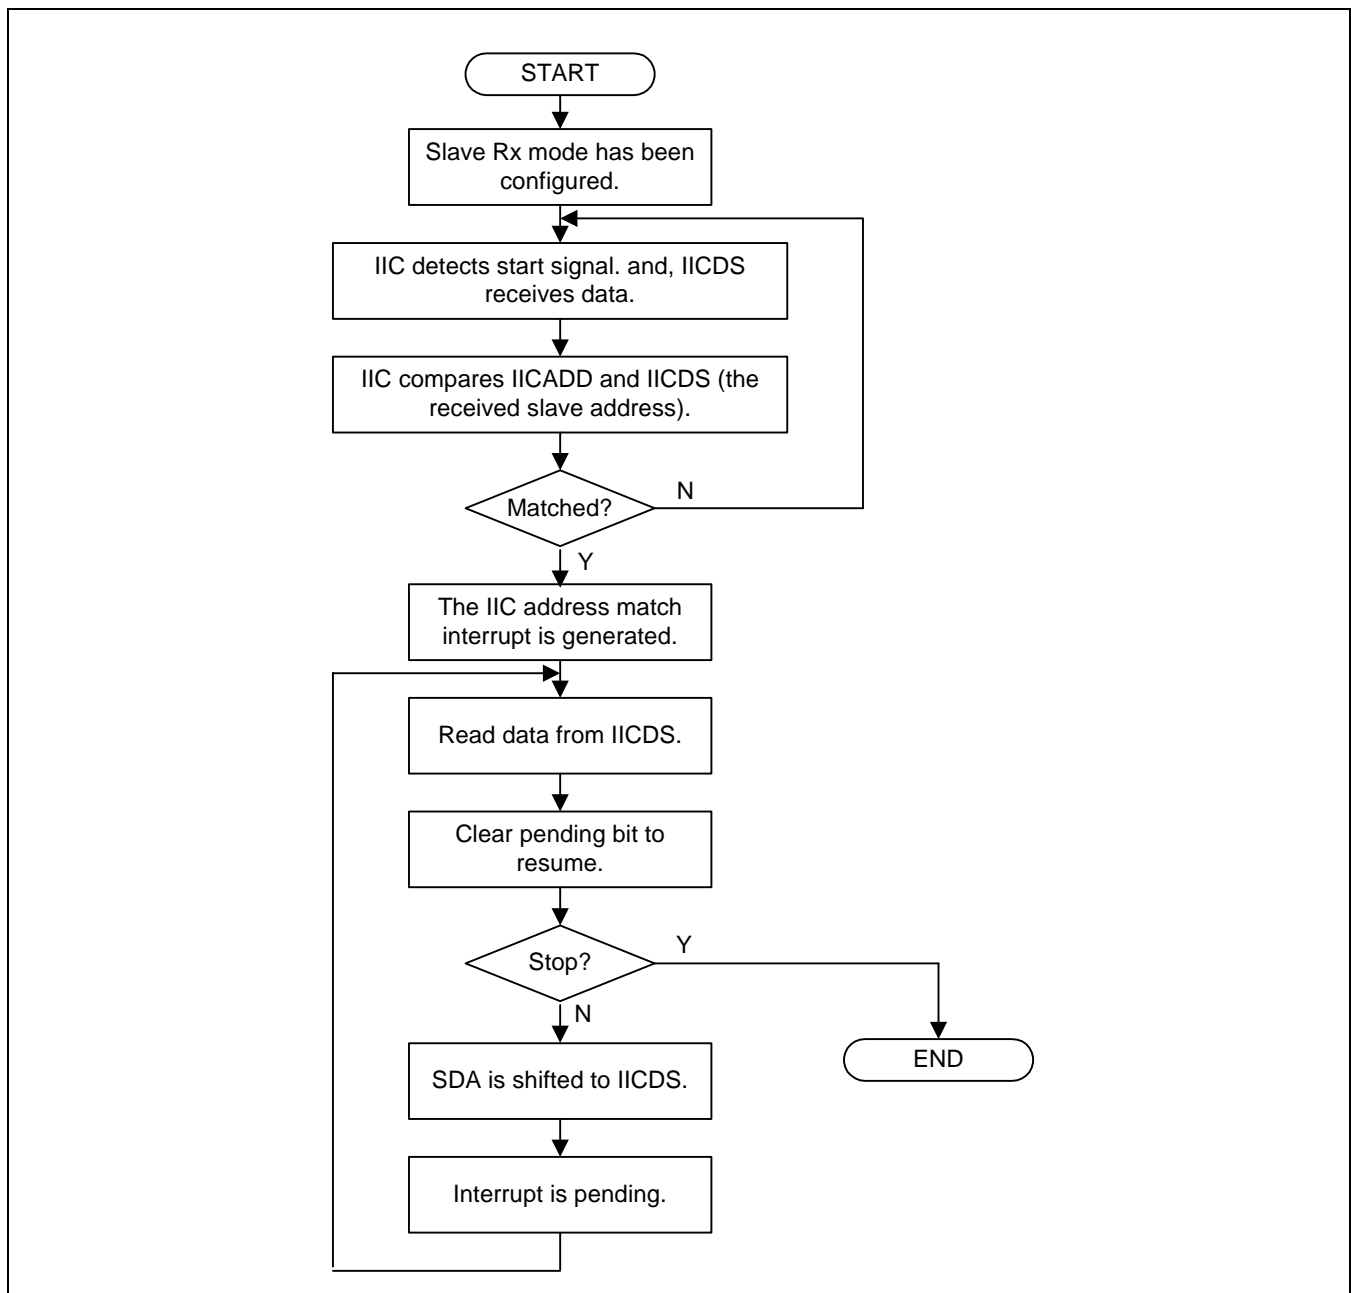 START
Slave Rx mode has been
configured.
IIC detects start signal. and, IICDS
receives data.
IIC compares IICADD and IICDS (the
received slave address).
Matched?
N
Y
The IIC address match
interrupt is generated.
Read data from IICDS.
Clear pending bit to
resume.
Stop?
Y
N
SDA is shifted to IICDS.
END
Interrupt is pending.